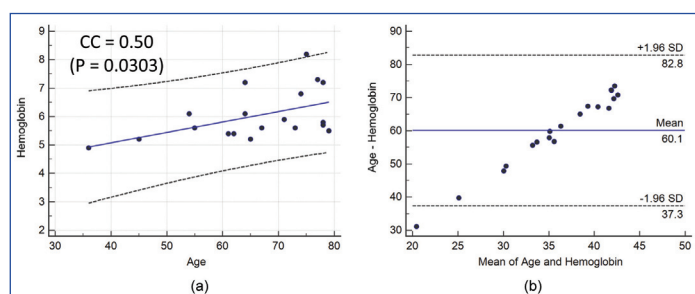 CC = 0.50
(P = 0.0303)
Hemoglobin
9
8
7
6
5
4
3
2
30
40
50
60
70
80
Age
(a)
Age - Hemoglobin
90
80
70
60
50
40
30
+1.96 SD
82.8
Mean
60.1
-1.96 SD
37.3
20
25
30
35
40
45
50
Mean of Age and Hemoglobin
(b)